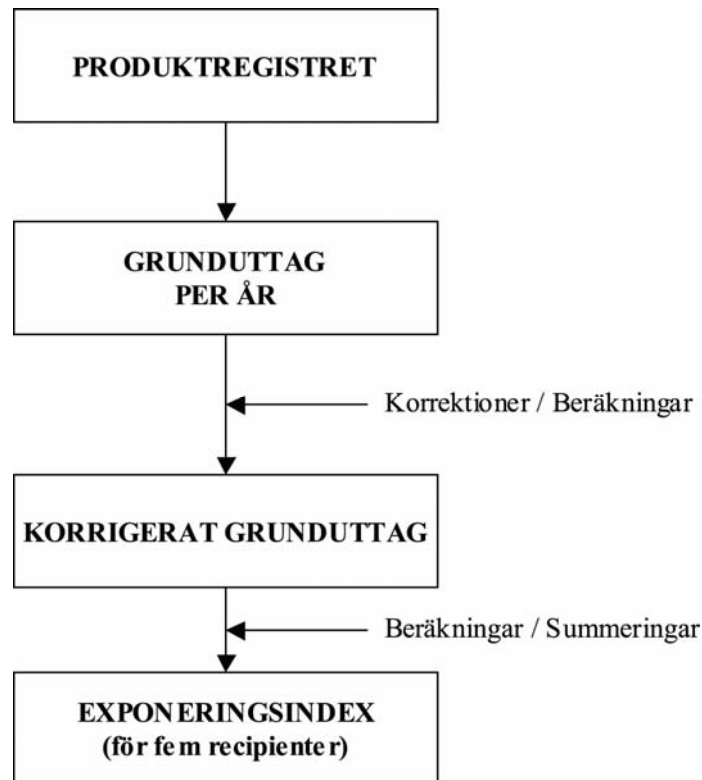 PRODUKTREGISTRET
GRUNDUTTAG
PER ÅR
Korrektioner / Beräkningar
KORRIGERAT GRUNDUTTAG
Beräkningar / Summeringar
EXPONERINGSINDEX
(för fem recipienter)